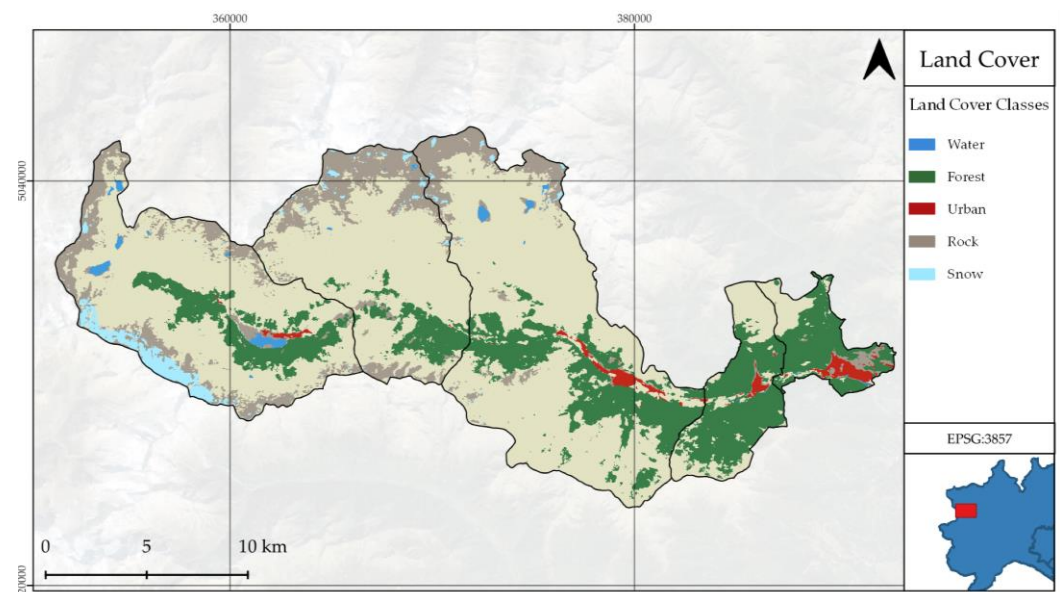 360000
380000
5040000
20000
Land Cover
Land Cover Classes
Water
Forest
Urban
Rock
Snow
EPSG:3857
0
5
10 km